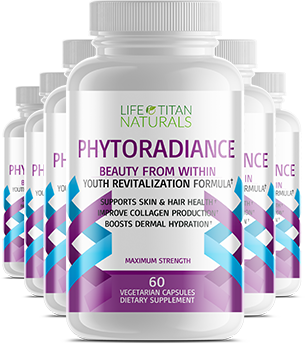 LIFE TITAN
NATURALS
PHYTORADIANCE
BEAUTY FROM WITHIN
YOUTH REVITALIZATION FORMULA†
SUPPORTS SKIN & HAIR HEALTH†
IMPROVE COLLAGEN PRODUCTION†
BOOSTS DERMAL HYDRATION†
MAXIMUM STRENGTH
60
VEGETARIAN CAPSULES
DIETARY SUPPLEMENT